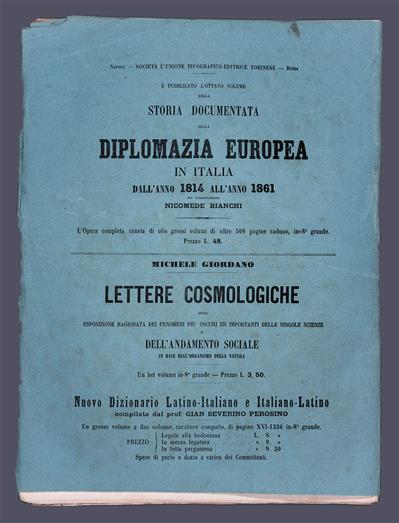 Napoli — SOCIETÀ L'UNIONE TIPOGRAFICO-EDITRICE TORINESE — Roma
È PUBBLICATO L'OTTAVO VOLUME
DELLA
STORIA DOCUMENTATA
DELLA
DIPLOMAZIA EUROPEA
IN ITALIA
DALL'ANNO 1814 ALL'ANNO 1861
NICOMEDE BIANCHI
L'Opera completa consta di otto grossi volumi di oltre 500 pagine caduno, in-8° grande.
Prezzo L. 48.
MICHELE GIORDANO
LETTERE COSMOLOGICHE
OSSIA
ESPOSIZIONE RAGIONATA DEI FENOMENI PIU' OSCURI ED IMPORTANTI DELLE SINGOLE SCIENZE
E
DELL'ANDAMENTO SOCIALE
IN BASE DELL'ORGANISMO DELLA NATURA
Un bel volume in-8° grande — Prezzo L. 3, 50.
Nuovo Dizionario Latino-Italiano e Italiano-Latino
compilato dal prof. GIAN SEVERINO PEROSINO
Un grosso volume a due colonne, carattere compatto, di pagine XVI-1336 in-8° grande.
PREZZO
Legato alla bodoniana L. 8. »
In mezza legatura » 9. »
In tutta pergamena » 9. 50
Spese di porto e dazio a carico dei Committenti.